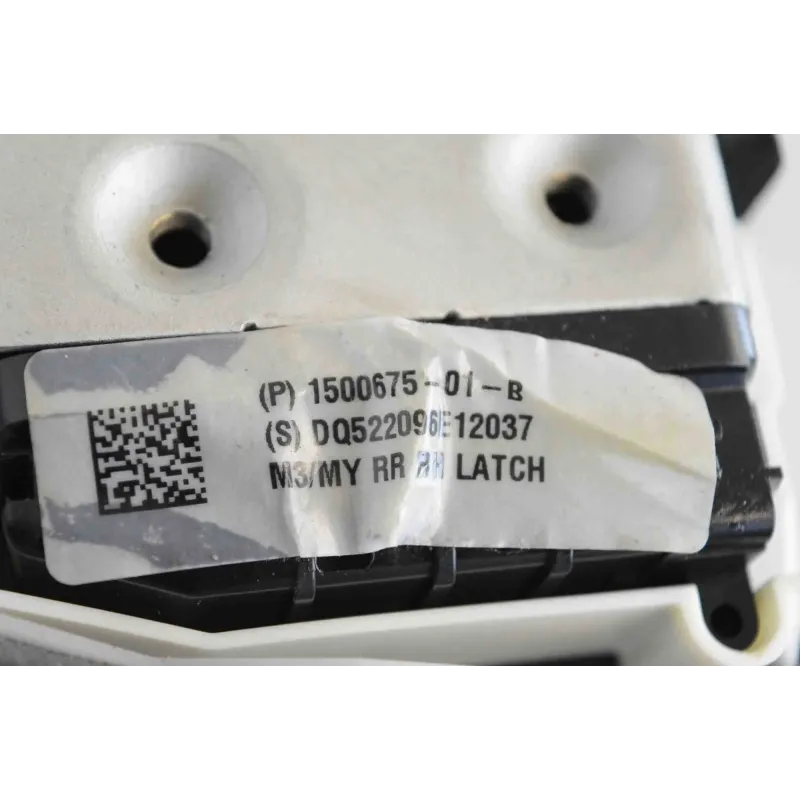 (P) 1500675-01-B
(S) DQ522096E12037
M3/MY RR RH LATCH